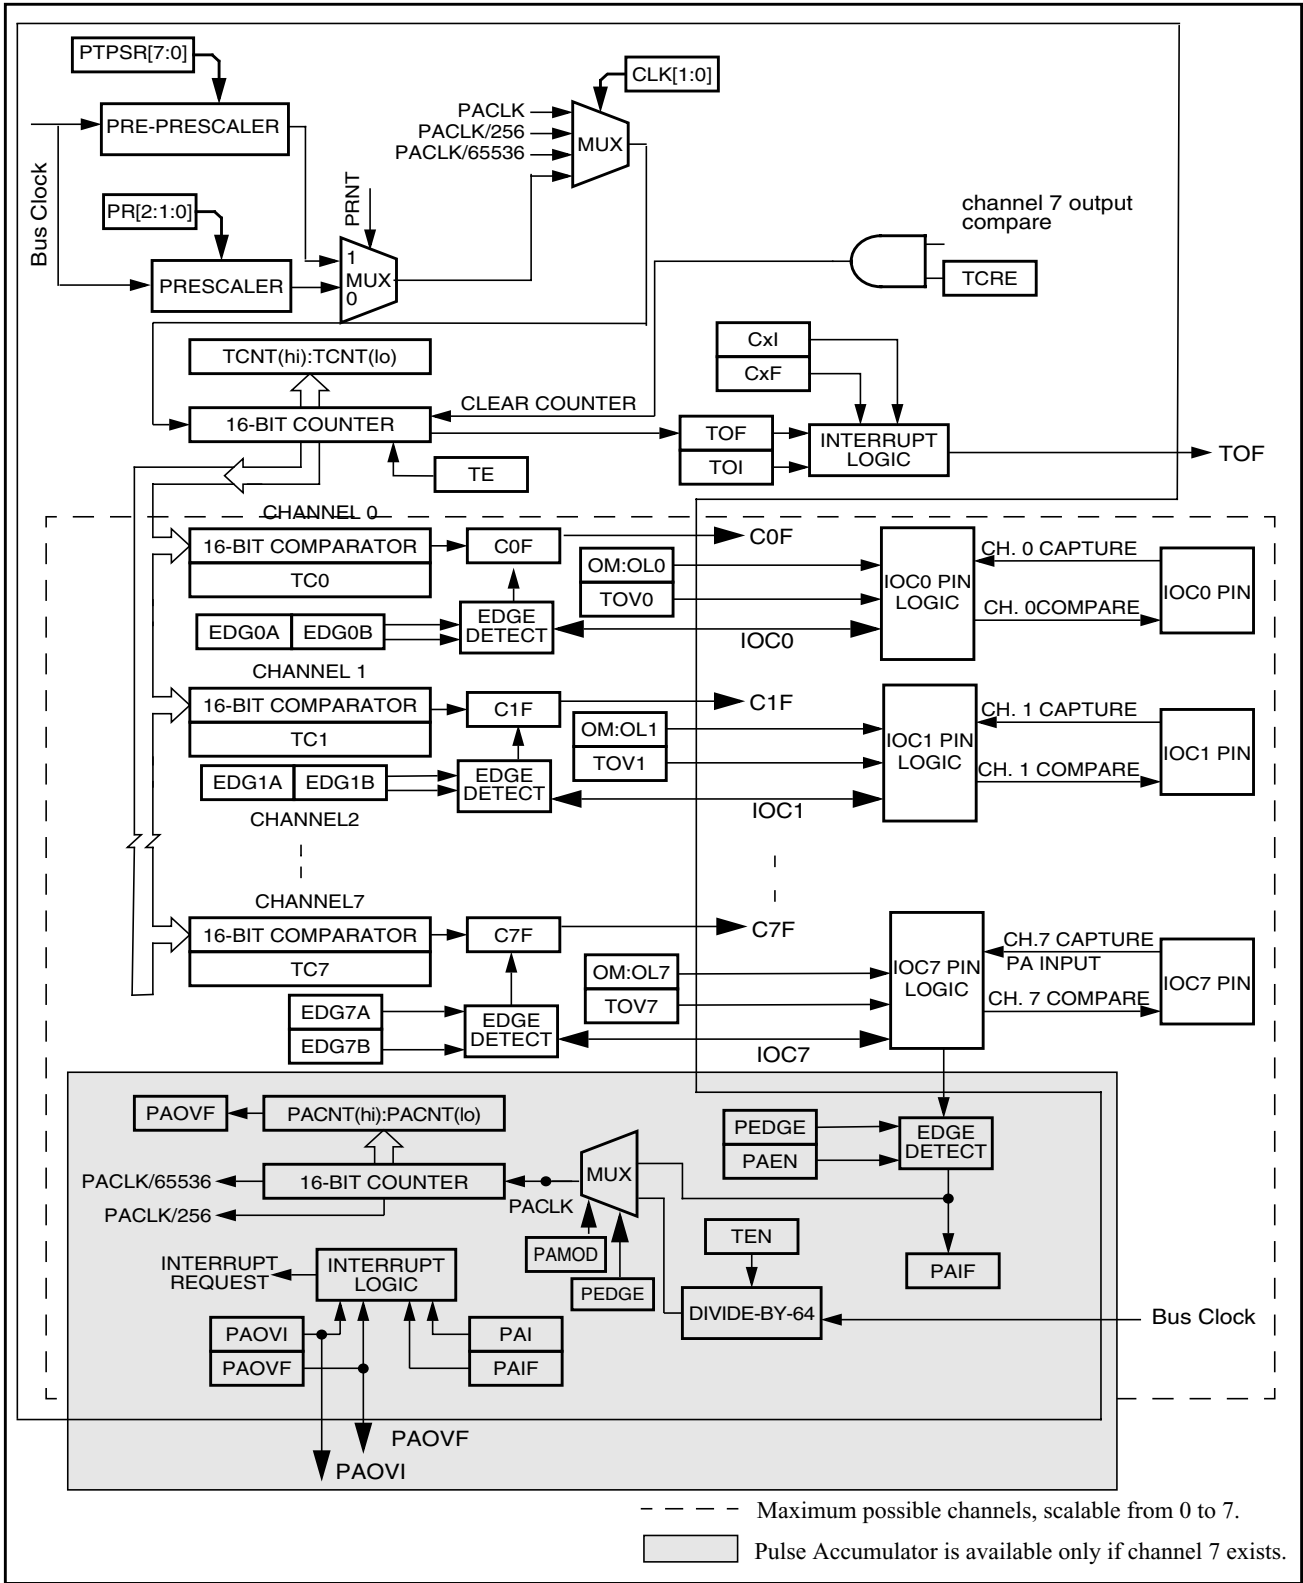 PTPSR[7:0]
CLK[1:0]
PRE-PRESCALER
PACLK
PACLK/256
PACLK/65536
MUX
Bus Clock
PR[2:1:0]
PRNT
channel 7 output
compare
PRESCALER
1
MUX
0
TCRE
CxI
CxF
TCNT(hi):TCNT(lo)
CLEAR COUNTER
16-BIT COUNTER
TOF
TOI
INTERRUPT
LOGIC
TOF
TE
CHANNEL 0
16-BIT COMPARATOR
TC0
C0F
C0F
OM:OL0
TOV0
IOC0 PIN
LOGIC
CH. 0 CAPTURE
CH. 0COMPARE
IOC0 PIN
EDG0A
EDG0B
EDGE
DETECT
IOC0
CHANNEL 1
16-BIT COMPARATOR
TC1
C1F
C1F
OM:OL1
TOV1
IOC1 PIN
LOGIC
CH. 1 CAPTURE
CH. 1 COMPARE
IOC1 PIN
EDG1A
EDG1B
EDGE
DETECT
IOC1
CHANNEL2
CHANNEL7
16-BIT COMPARATOR
TC7
C7F
C7F
OM:OL7
TOV7
IOC7 PIN
LOGIC
CH.7 CAPTURE
PA INPUT
CH. 7 COMPARE
IOC7 PIN
EDG7A
EDG7B
EDGE
DETECT
IOC7
PAOVF
PACNT(hi):PACNT(lo)
PEDGE
PAEN
EDGE
DETECT
MUX
PACLK/65536
16-BIT COUNTER
PACLK
PACLK/256
PAMOD
PEDGE
TEN
PAIF
INTERRUPT
REQUEST
INTERRUPT
LOGIC
DIVIDE-BY-64
Bus Clock
PAOVI
PAOVF
PAI
PAIF
PAOVF
PAOVI
Maximum possible channels, scalable from 0 to 7.
Pulse Accumulator is available only if channel 7 exists.